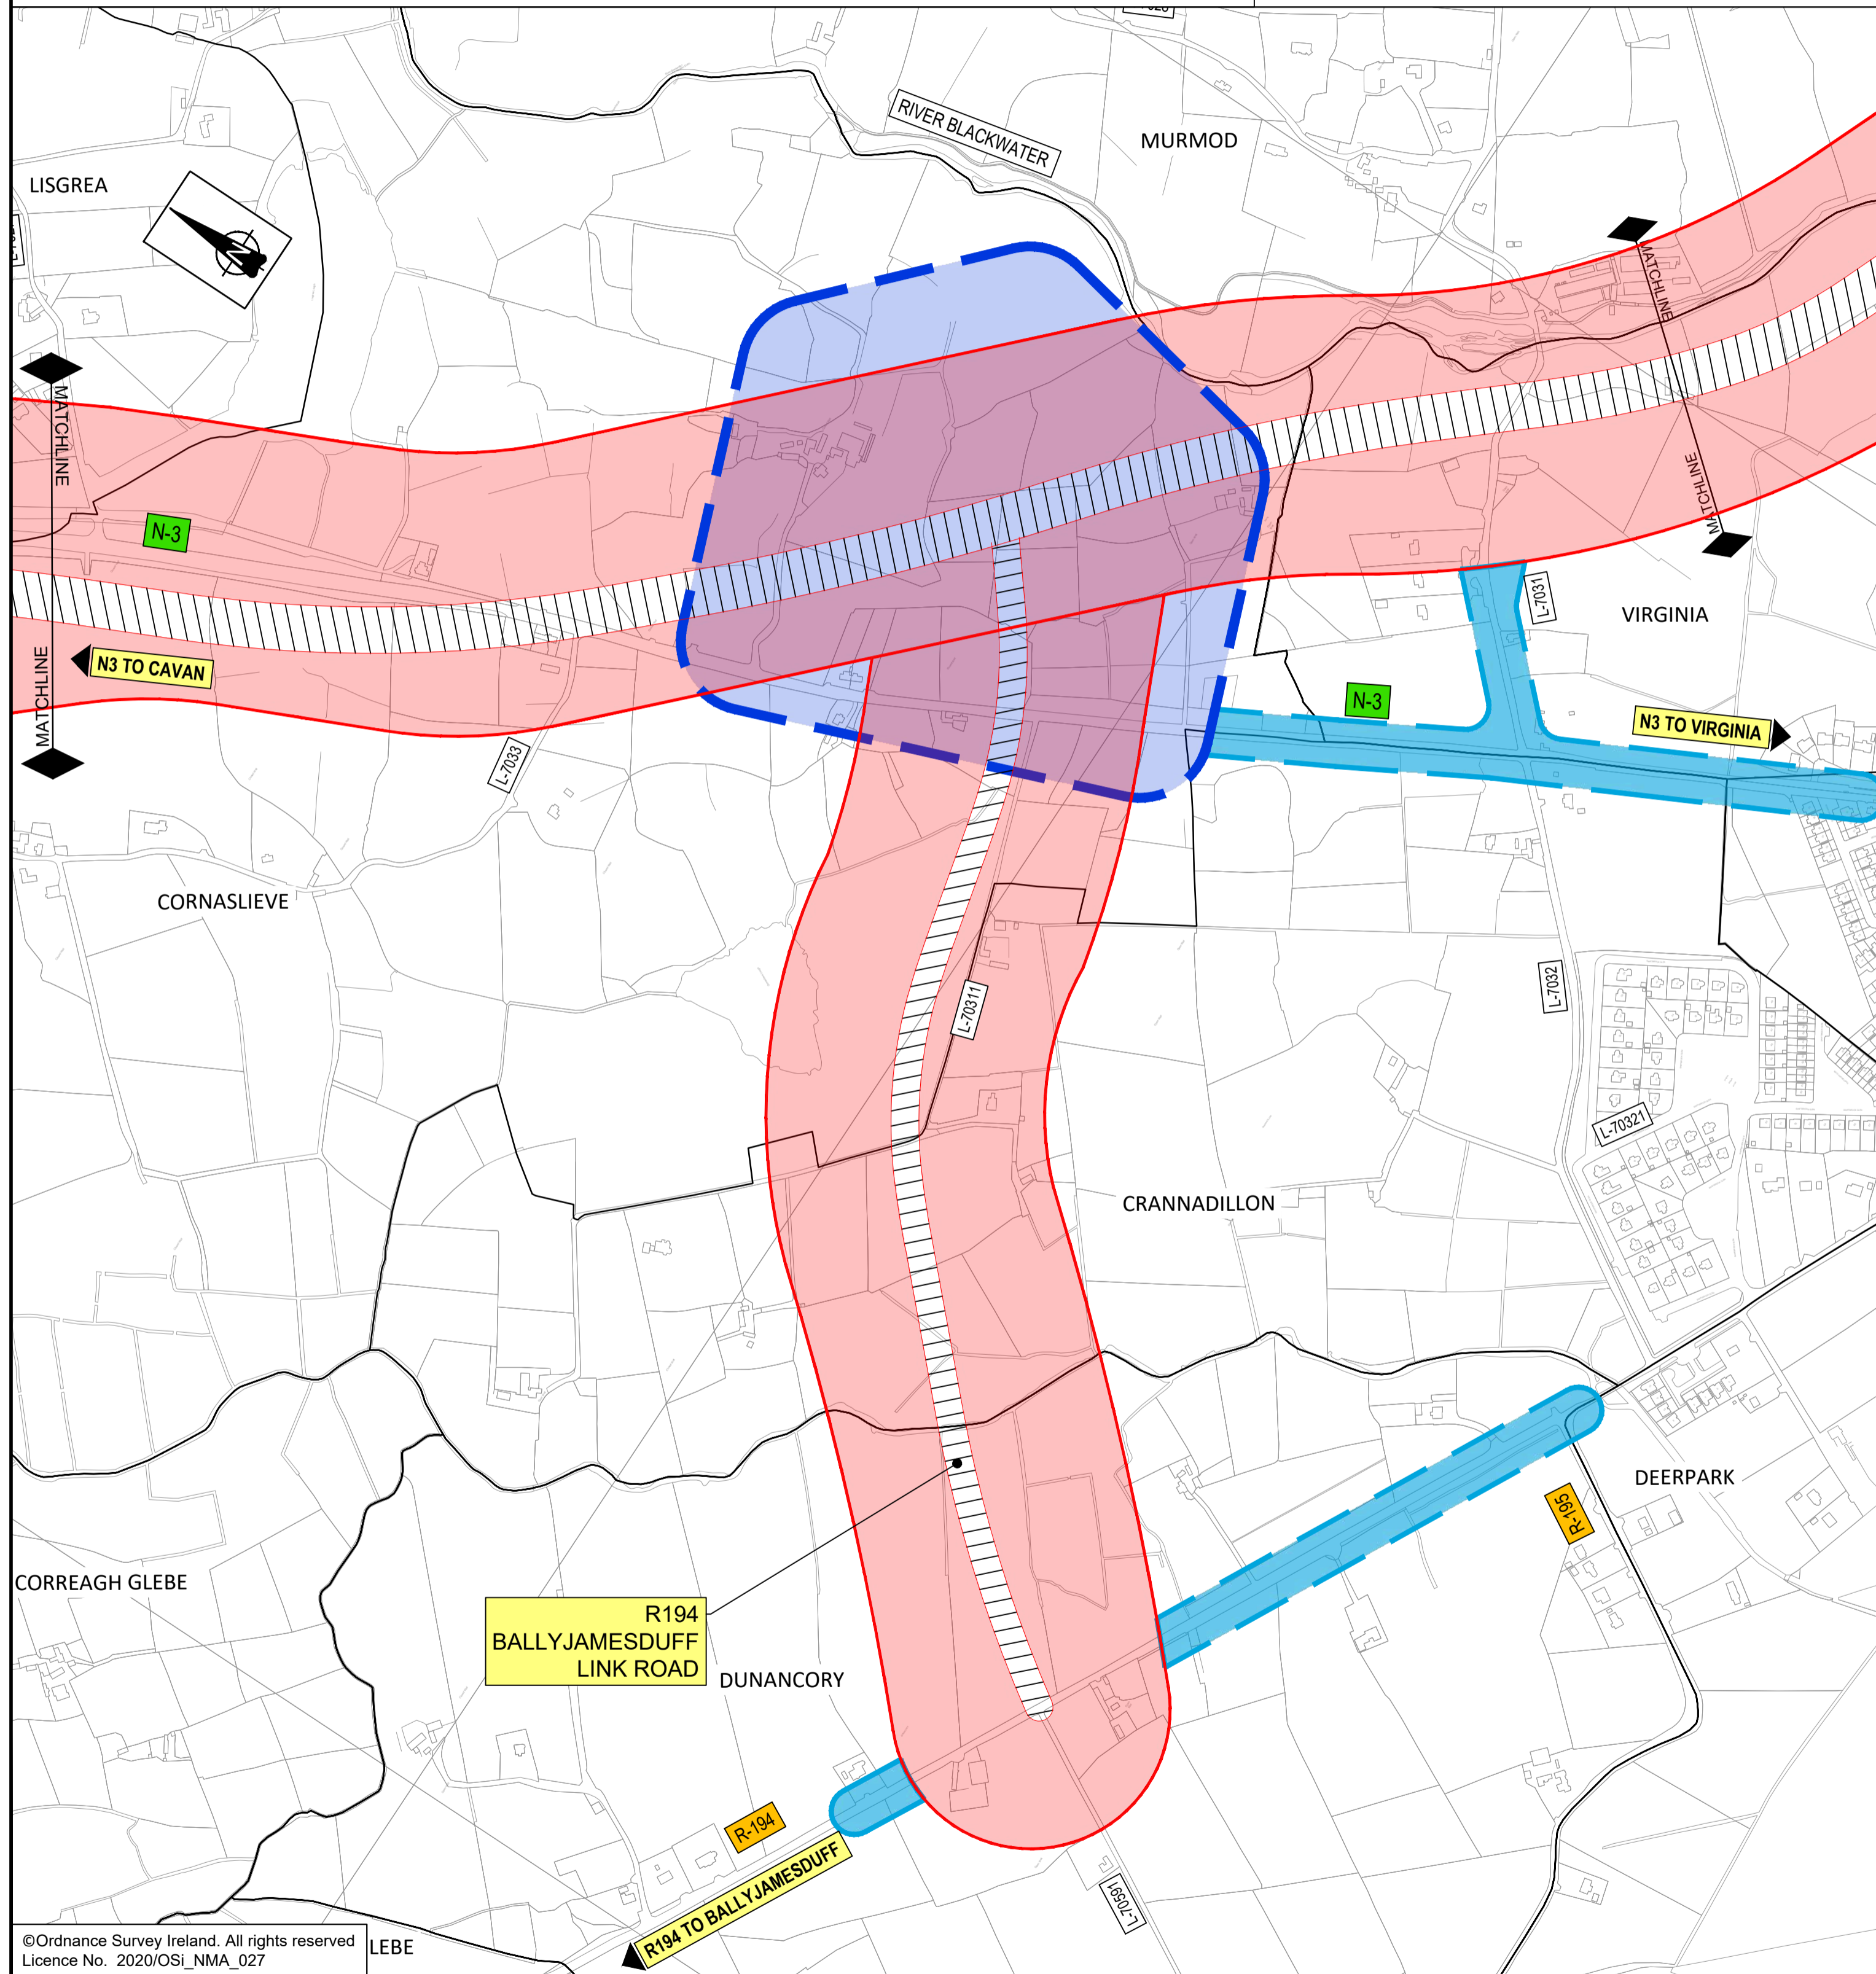 RIVER BLACKWATER
MURMOD
LISGREA
N
MATCHLINE
MATCHLINE
N-3
MATCHLINE
MATCHLINE
L-7031
VIRGINIA
N3 TO CAVAN
N-3
N3 TO VIRGINIA
L-7033
CORNASLIEVE
L-7032
L-70311
L-70321
CRANNADILLON
DEERPARK
R-195
CORREAGH GLEBE
R194
BALLYJAMESDUFF
LINK ROAD
DUNANCORY
R-194
R194 TO BALLYJAMESDUFF
L-70591
©Ordnance Survey Ireland. All rights reserved
Licence No. 2020/OSi_NMA_027
LEBE